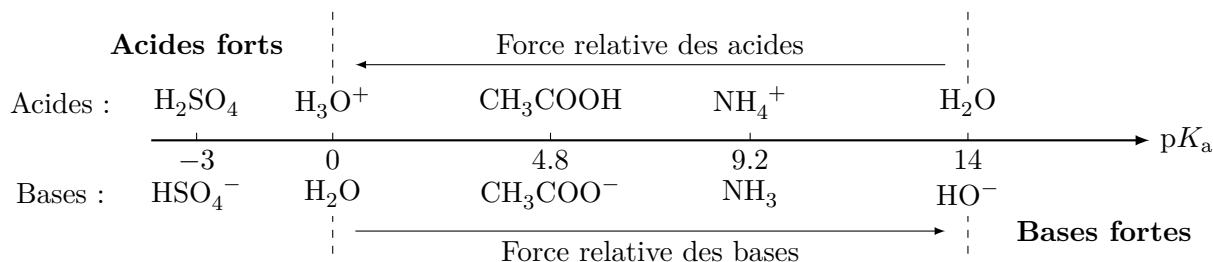 Acides forts Force relative des acides
Acides : H₂SO₄ H₃O⁺ CH₃COOH NH₄⁺ H₂O
pKₐ
−3 0 4.8 9.2 14
Bases : HSO₄⁻ H₂O CH₃COO⁻ NH₃ HO⁻
Force relative des bases Bases fortes